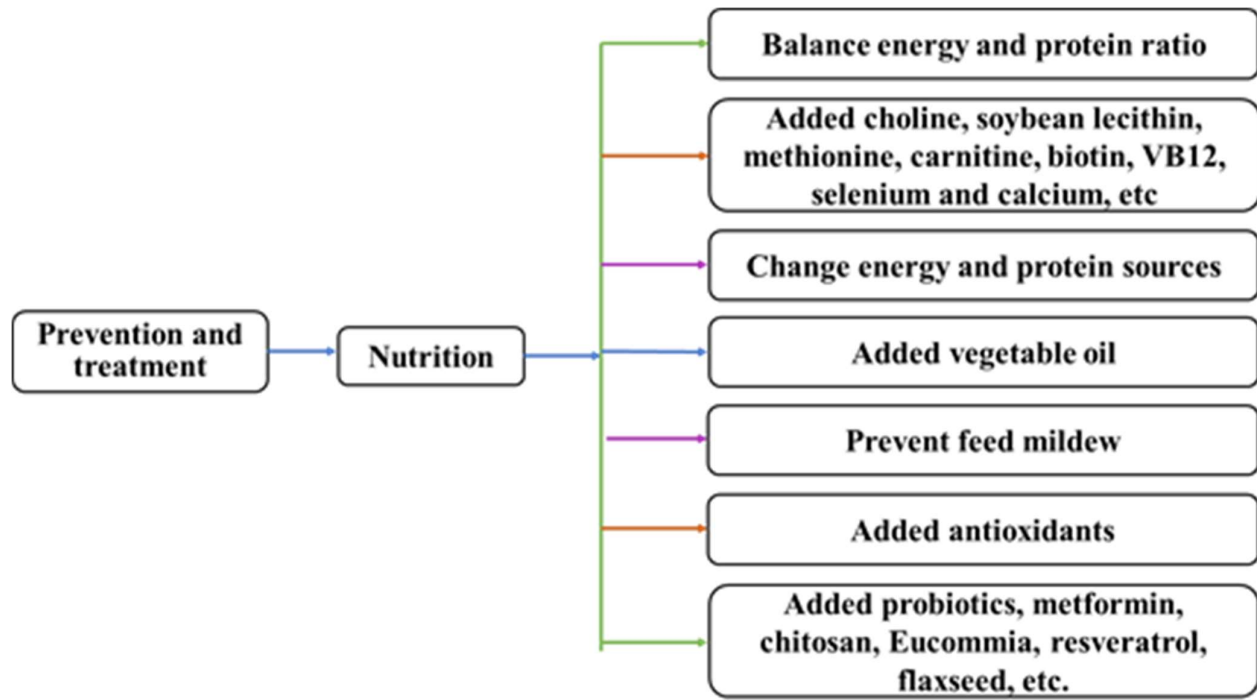 Prevention and
treatment
Nutrition
Balance energy and protein ratio
Added choline, soybean lecithin,
methionine, carnitine, biotin, VB12,
selenium and calcium, etc
Change energy and protein sources
Added vegetable oil
Prevent feed mildew
Added antioxidants
Added probiotics, metformin,
chitosan, Eucommia, resveratrol,
flaxseed, etc.